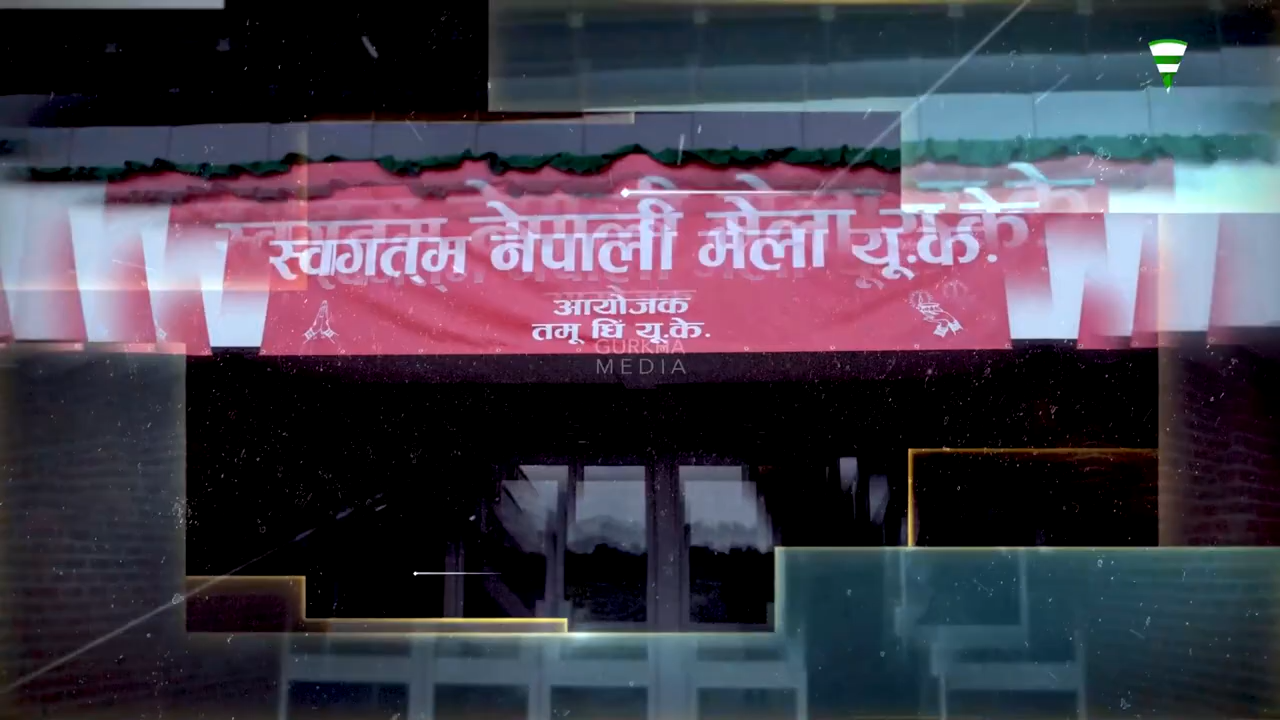 स्वागतम् नेपाली मेला यू.के.
आयोजक
तमू धिं यू.के.
GURKHA
MEDIA